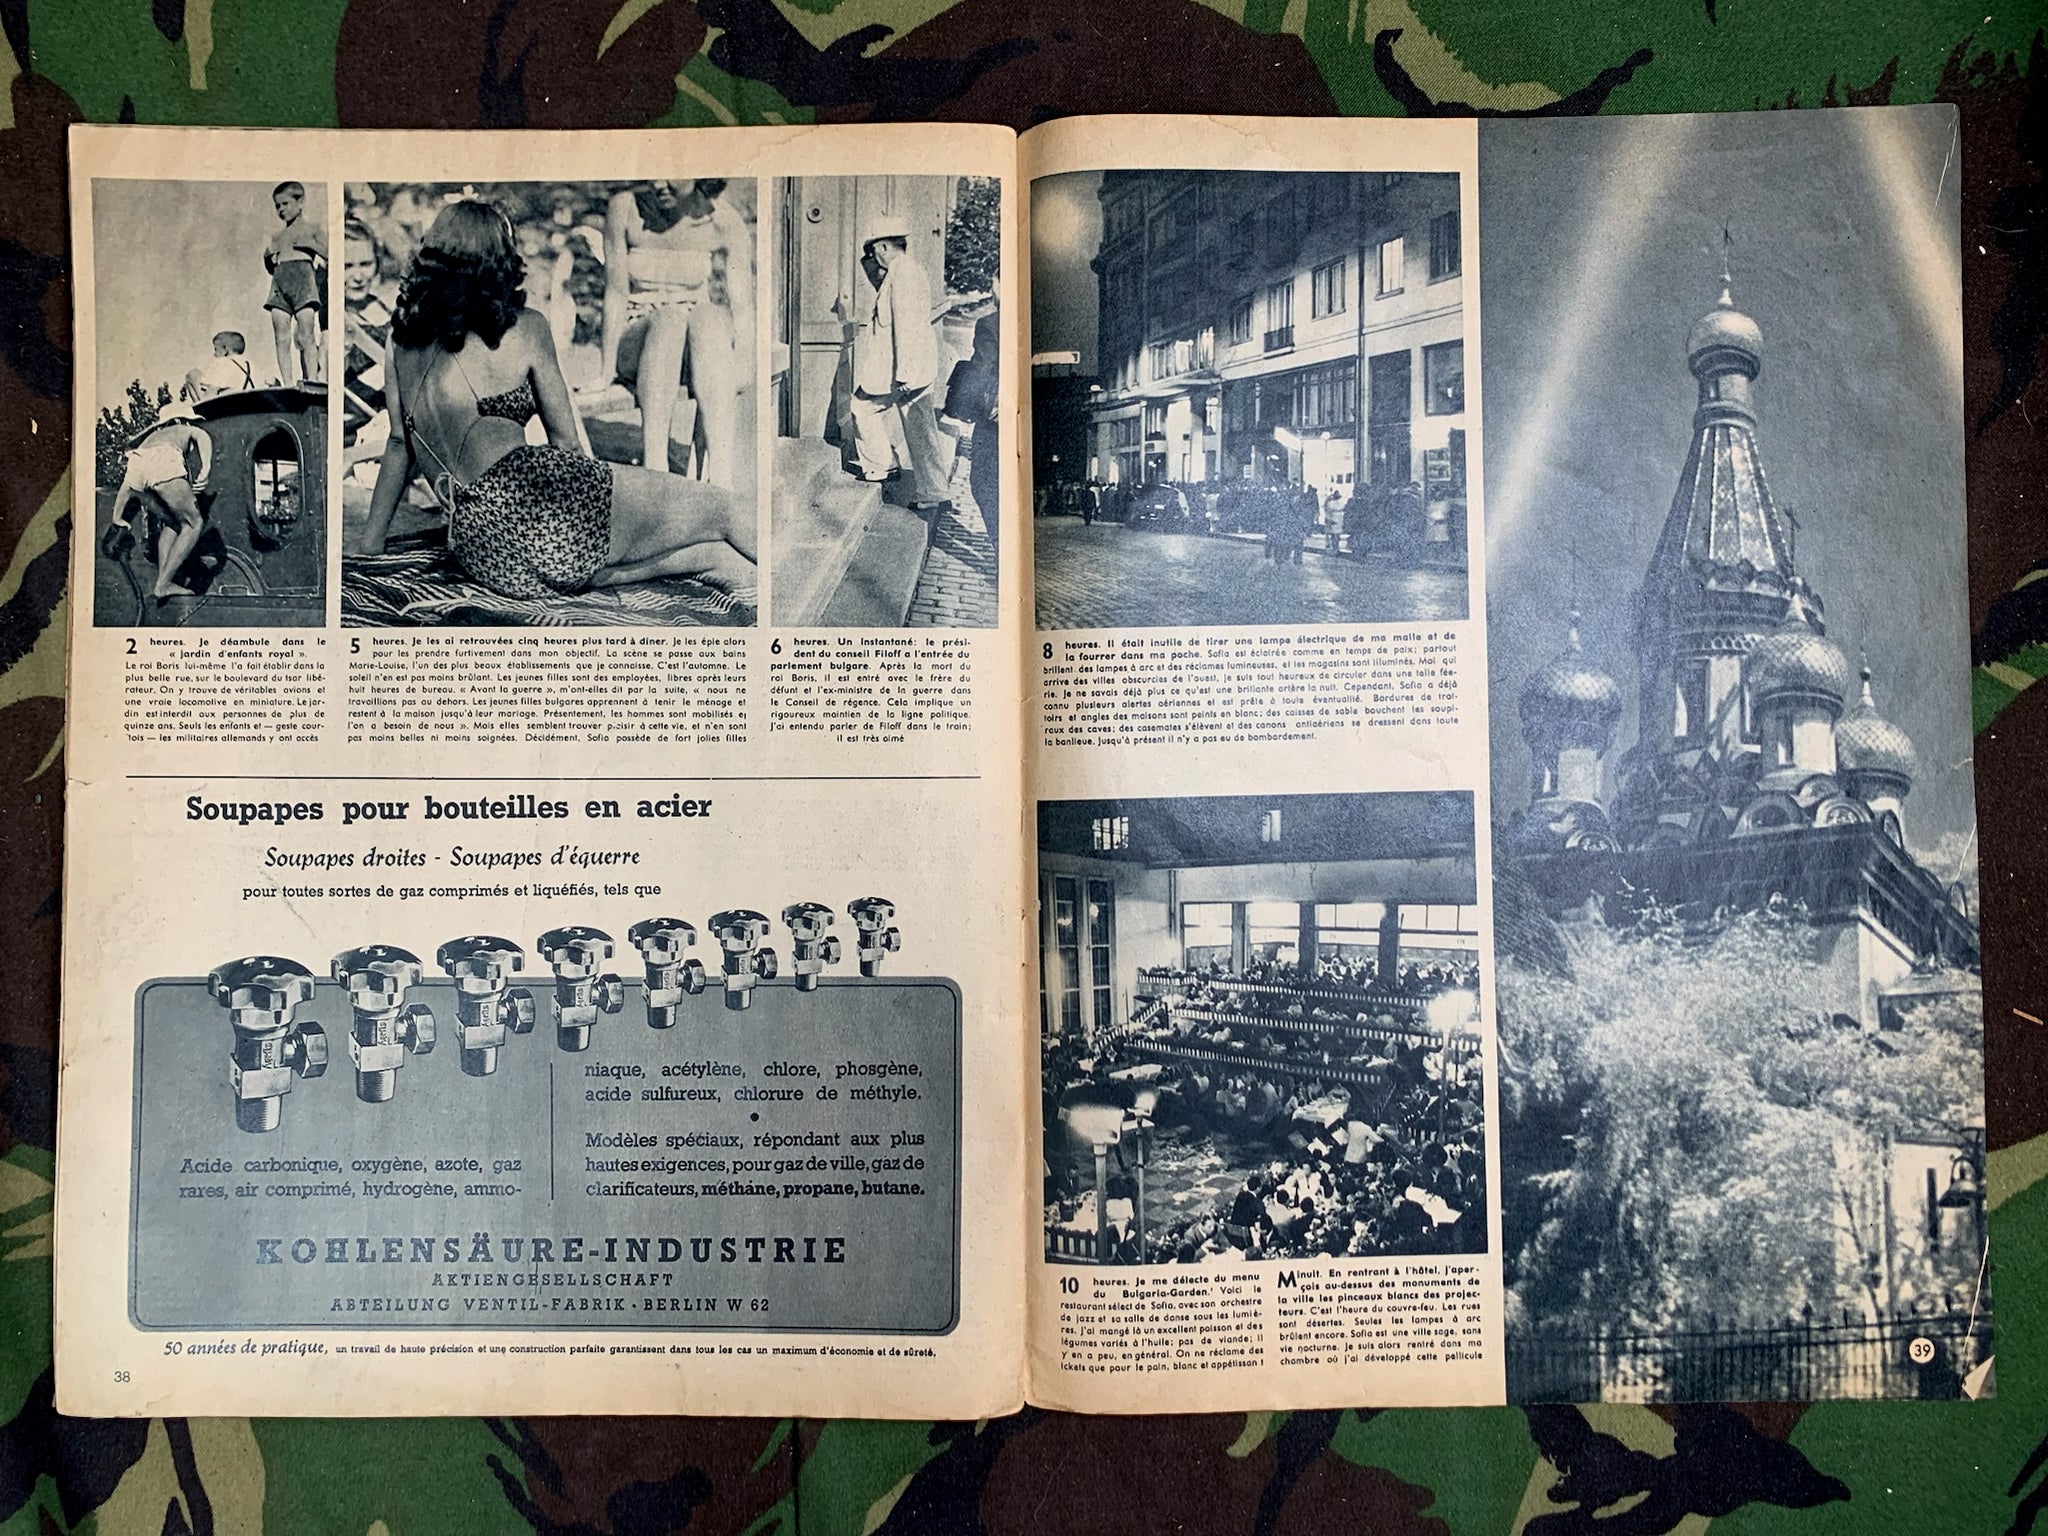 2 heures. Je déambule dans le
« jardin d'enfants royal ».
Le roi Boris lui-même l'a fait établir dans la
plus belle rue, sur le boulevard du tsar libé-
rateur. On y trouve de véritables avions et
une vraie locomotive en miniature. Le jar-
din est interdit aux personnes de plus de
quinze ans. Seuls les enfants et — geste cour-
tois — les militaires allemands y ont accès
5 heures. Je les ai retrouvées cinq heures plus tard à dîner. Je les épie alors
pour les prendre furtivement dans mon objectif. La scène se passe aux bains
Marie-Louise, l'un des plus beaux établissements que je connaisse. C'est l'automne. Le
soleil n'en est pas moins brûlant. Les jeunes filles sont des employées, libres après leurs
huit heures de bureau. « Avant la guerre », m'ont-elles dit par la suite, « nous ne
travaillions pas au dehors. Les jeunes filles bulgares apprennent à tenir le ménage et
restent à la maison jusqu'à leur mariage. Présentement, les hommes sont mobilisés et
l'on a besoin de nous ». Mais elles semblent trouver plaisir à cette vie, et n'en sont
pas moins belles ni moins soignées. Décidément, Sofia possède de fort jolies filles
6 heures. Un instantané: le prési-
dent du conseil Filoff à l'entrée du
parlement bulgare. Après la mort du
roi Boris, il est entré avec le frère du
défunt et l'ex-ministre de la guerre dans
le Conseil de régence. Cela implique un
rigoureux maintien de la ligne politique.
J'ai entendu parler de Filoff dans le train;
il est très aimé
Soupapes pour bouteilles en acier
Soupapes droites - Soupapes d'équerre
pour toutes sortes de gaz comprimés et liquéfiés, tels que
Acide carbonique, oxygène, azote, gaz
rares, air comprimé, hydrogène, ammo-
niaque, acétylène, chlore, phosgène,
acide sulfureux, chlorure de méthyle.
Modèles spéciaux, répondant aux plus
hautes exigences, pour gaz de ville, gaz de
clarificateurs, méthane, propane, butane.
KOHLENSÄURE-INDUSTRIE
AKTIENGESELLSCHAFT
ABTEILUNG VENTIL-FABRIK · BERLIN W 62
50 années de pratique, un travail de haute précision et une construction parfaite garantissent dans tous les cas un maximum d'économie et de sûreté.
38
8 heures. Il était inutile de tirer une lampe électrique de ma malle et de
la fourrer dans ma poche. Sofia est éclairée comme en temps de paix; partout
brillent des lampes à arc et des réclames lumineuses, et les magasins sont illuminés. Moi qui
arrive des villes obscurcies de l'ouest, je suis tout heureux de circuler dans une telle fée-
rie. Je ne savais déjà plus ce qu'est une brillante artère la nuit. Cependant, Sofia a déjà
connu plusieurs alertes aériennes et est prête à toute éventualité. Bordures de trot-
toirs et angles des maisons sont peints en blanc; des caisses de sable bouchent les soupi-
raux des caves; des casemates s'élèvent et des canons antiaériens se dressent dans toute
la banlieue. Jusqu'à présent il n'y a pas eu de bombardement.
10 heures. Je me délecte du menu
du Bulgaria-Garden. Voici le
restaurant sélect de Sofia, avec son orchestre
de jazz et sa salle de danse sous les lumiè-
res. J'ai mangé là un excellent poisson et des
légumes variés à l'huile; pas de viande; il
y en a peu, en général. On ne réclame des
tickets que pour le pain, blanc et appétissant !
Minuit. En rentrant à l'hôtel, j'aper-
çois au-dessus des monuments de
la ville les pinceaux blancs des projec-
teurs. C'est l'heure du couvre-feu. Les rues
sont désertes. Seules les lampes à arc
brûlent encore. Sofia est une ville sage, sans
vie nocturne. Je suis alors rentré dans ma
chambre où j'ai développé cette pellicule
39